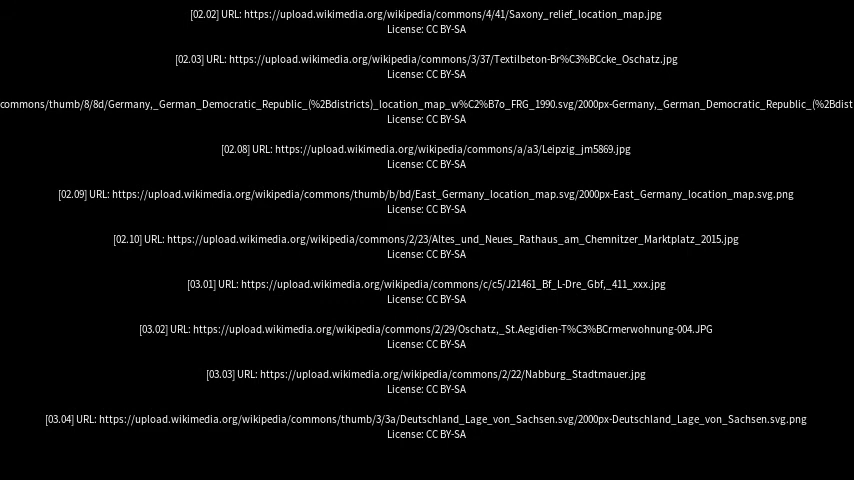 [02.02] URL: https://upload.wikimedia.org/wikipedia/commons/4/41/Saxony_relief_location_map.jpg
License: CC BY-SA
[02.03] URL: https://upload.wikimedia.org/wikipedia/commons/3/37/Textilbeton-Br%C3%BCcke_Oschatz.jpg
License: CC BY-SA
commons/thumb/8/8d/Germany,_German_Democratic_Republic_(%2Bdistricts)_location_map_w%C2%B7o_FRG_1990.svg/2000px-Germany,_German_Democratic_Republic_(%2Bdist
License: CC BY-SA
[02.08] URL: https://upload.wikimedia.org/wikipedia/commons/a/a3/Leipzig_jm5869.jpg
License: CC BY-SA
[02.09] URL: https://upload.wikimedia.org/wikipedia/commons/thumb/b/bd/East_Germany_location_map.svg/2000px-East_Germany_location_map.svg.png
License: CC BY-SA
[02.10] URL: https://upload.wikimedia.org/wikipedia/commons/2/23/Altes_und_Neues_Rathaus_am_Chemnitzer_Marktplatz_2015.jpg
License: CC BY-SA
[03.01] URL: https://upload.wikimedia.org/wikipedia/commons/c/c5/J21461_Bf_L-Dre_Gbf,_411_xxx.jpg
License: CC BY-SA
[03.02] URL: https://upload.wikimedia.org/wikipedia/commons/2/29/Oschatz,_St.Aegidien-T%C3%BCrmerwohnung-004.JPG
License: CC BY-SA
[03.03] URL: https://upload.wikimedia.org/wikipedia/commons/2/22/Nabburg_Stadtmauer.jpg
License: CC BY-SA
[03.04] URL: https://upload.wikimedia.org/wikipedia/commons/thumb/3/3a/Deutschland_Lage_von_Sachsen.svg/2000px-Deutschland_Lage_von_Sachsen.svg.png
License: CC BY-SA